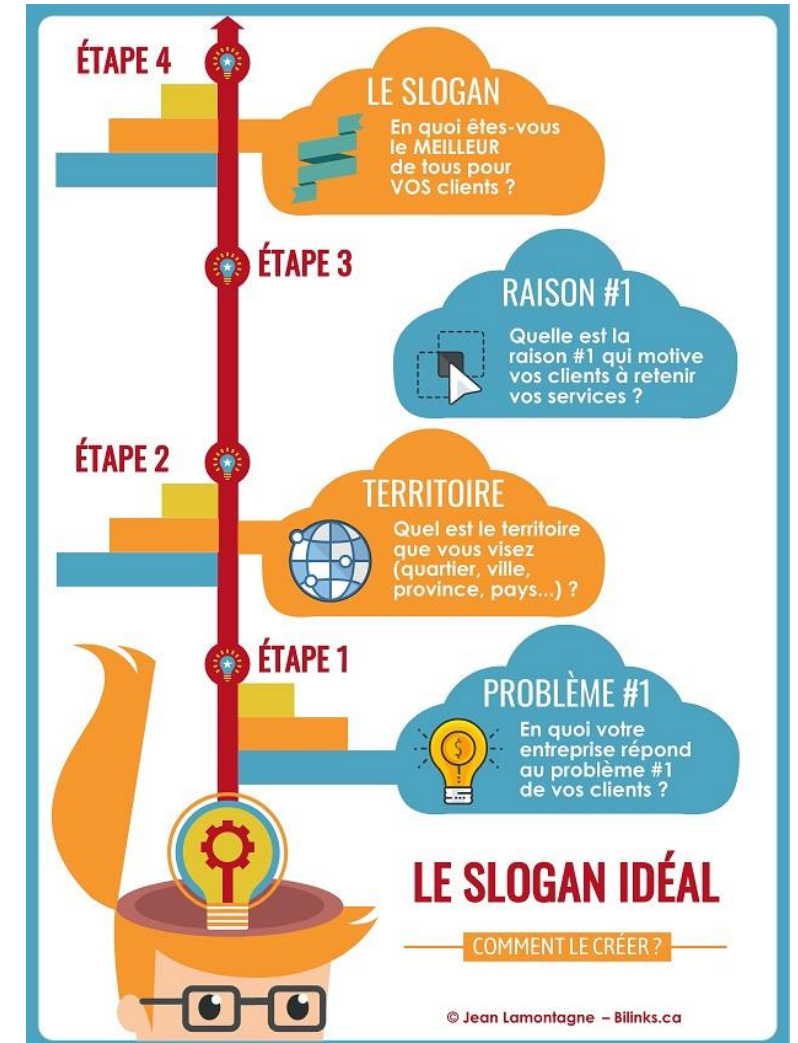 ÉTAPE 4
LE SLOGAN
En quoi êtes-vous
le MEILLEUR
de tous pour
VOS clients ?
ÉTAPE 3
RAISON #1
Quelle est la
raison #1 qui motive
vos clients à retenir
vos services ?
ÉTAPE 2
TERRITOIRE
Quel est le territoire
que vous visez
(quartier, ville,
province, pays...) ?
ÉTAPE 1
PROBLÈME #1
En quoi votre
entreprise répond
au problème #1
de vos clients ?
$
LE SLOGAN IDÉAL
COMMENT LE CRÉER ?
© Jean Lamontagne – Bilinks.ca